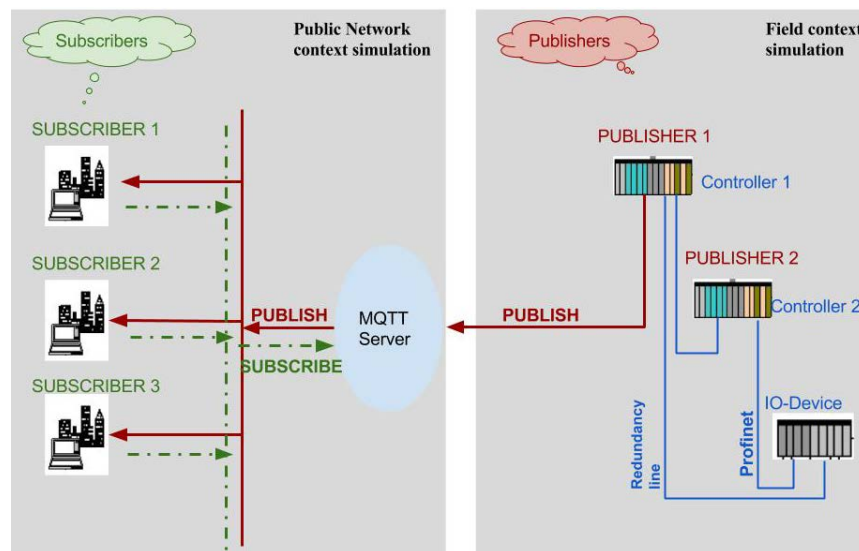 Subscribers
Public Network
context simulation
SUBSCRIBER 1
SUBSCRIBER 2
SUBSCRIBER 3
PUBLISH
SUBSCRIBE
MQTT
Server
Publishers
Field context
simulation
PUBLISHER 1
Controller 1
PUBLISHER 2
Controller 2
PUBLISH
IO-Device
Redundancy
line
Profinet